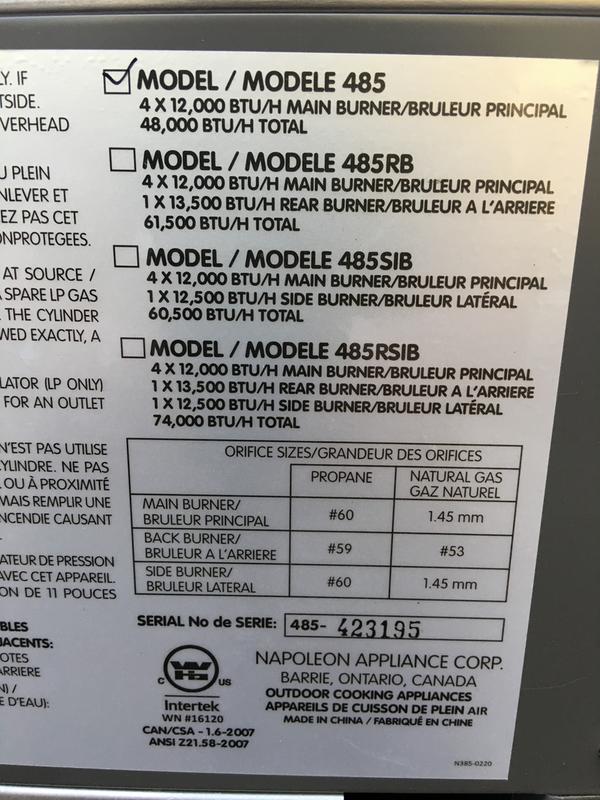 Y. IF
TSIDE.
VERHEAD
U PLEIN
NLEVER ET
EZ PAS CET
NPROTEGEES.
AT SOURCE /
SPARE LP GAS
THE CYLINDER
WED EXACTLY, A
LATOR (LP ONLY)
FOR AN OUTLET
N'EST PAS UTILISE
YLINDRE. NE PAS
OU À PROXIMITÉ
MAIS REMPLIR UNE
NCENDIE CAUSANT
ATEUR DE PRESSION
AVEC CET APPAREIL.
ON DE 11 POUCES
BLES
JACENTS:
OTES
ARRIERE
N) /
E D'EAU):
MODEL / MODELE 485
4 X 12,000 BTU/H MAIN BURNER/BRULEUR PRINCIPAL
48,000 BTU/H TOTAL
MODEL / MODELE 485RB
4 X 12,000 BTU/H MAIN BURNER/BRULEUR PRINCIPAL
1 X 13,500 BTU/H REAR BURNER/BRULEUR A L'ARRIERE
61,500 BTU/H TOTAL
MODEL / MODELE 485SIB
4 X 12,000 BTU/H MAIN BURNER/BRULEUR PRINCIPAL
1 X 12,500 BTU/H SIDE BURNER/BRULEUR LATÉRAL
60,500 BTU/H TOTAL
MODEL / MODELE 485RSIB
4 X 12,000 BTU/H MAIN BURNER/BRULEUR PRINCIPAL
1 X 13,500 BTU/H REAR BURNER/BRULEUR A L'ARRIERE
1 X 12,500 BTU/H SIDE BURNER/BRULEUR LATÉRAL
74,000 BTU/H TOTAL
ORIFICE SIZES/GRANDEUR DES ORIFICES
PROPANE NATURAL GAS
GAZ NATUREL
MAIN BURNER/
BRULEUR PRINCIPAL #60 1.45 mm
BACK BURNER/
BRULEUR A L'ARRIERE #59 #53
SIDE BURNER/
BRULEUR LATERAL #60 1.45 mm
SERIAL No de SERIE: 485- 423195
C WH US
Intertek
WN #16120
CAN/CSA - 1.6-2007
ANSI Z21.58-2007
NAPOLEON APPLIANCE CORP.
BARRIE, ONTARIO, CANADA
OUTDOOR COOKING APPLIANCES
APPAREILS DE CUISSON DE PLEIN AIR
MADE IN CHINA / FABRIQUÉ EN CHINE
N385-0220